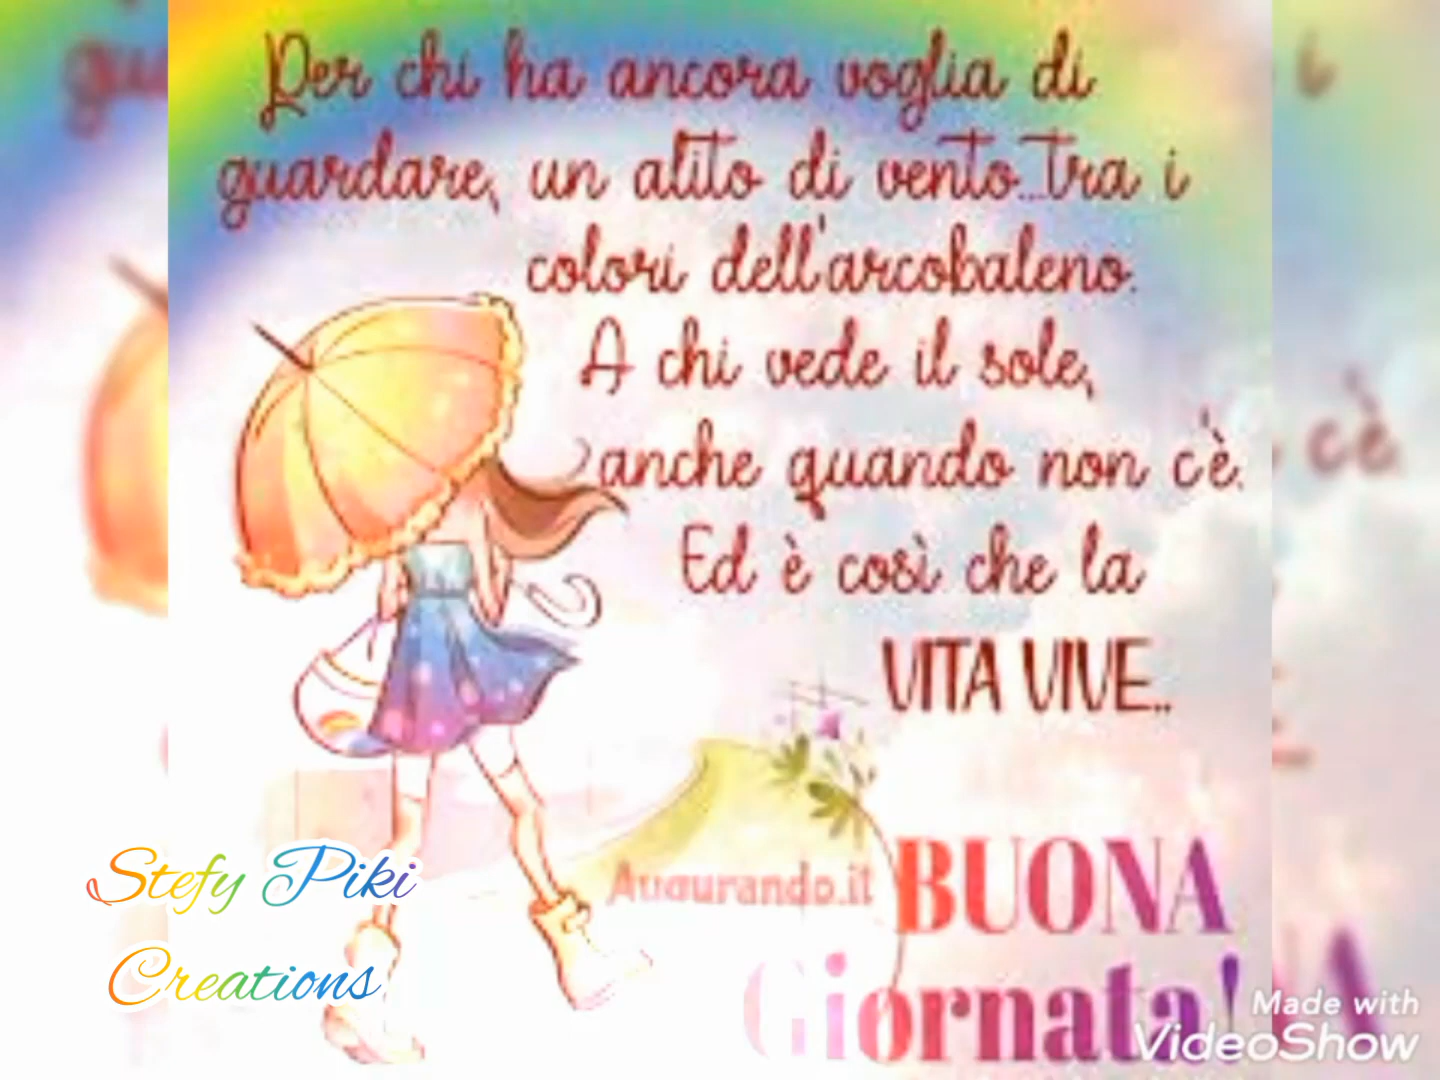 Per chi ha ancora voglia di
guardare, un alito di vento...tra i
colori dell'arcobaleno.
A chi vede il sole,
anche quando non c'è.
Ed è così che la
VITA VIVE..
Augurando.it
BUONA
Giornata!
Stefy Piki
Creations
Made with
VideoShow